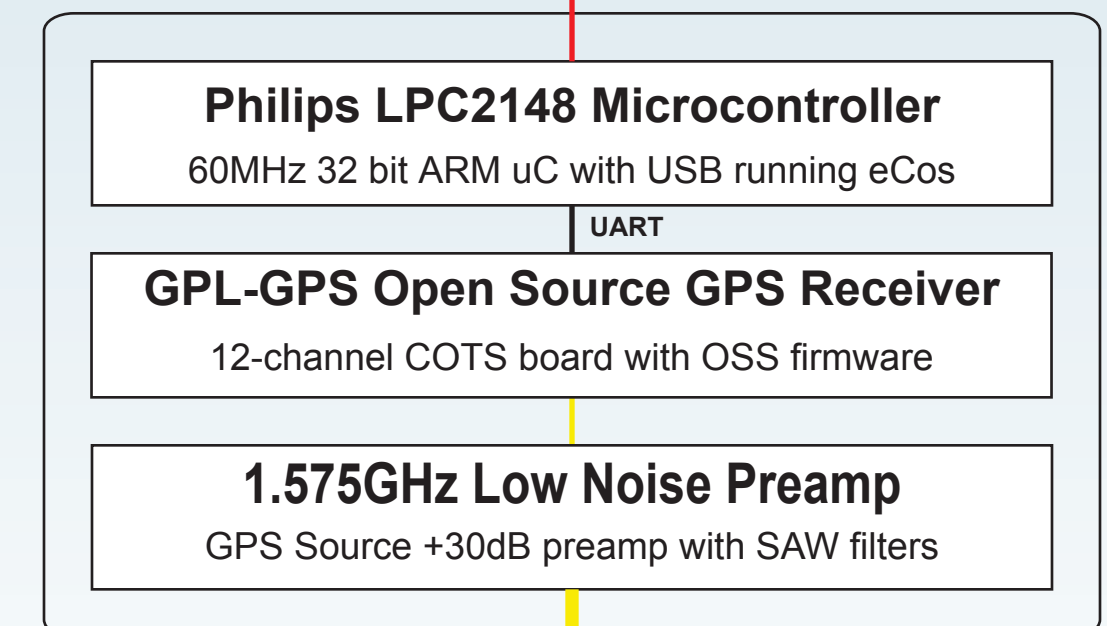 Philips LPC2148 Microcontroller
60MHz 32 bit ARM uC with USB running eCos
UART
GPL-GPS Open Source GPS Receiver
12-channel COTS board with OSS firmware
1.575GHz Low Noise Preamp
GPS Source +30dB preamp with SAW filters